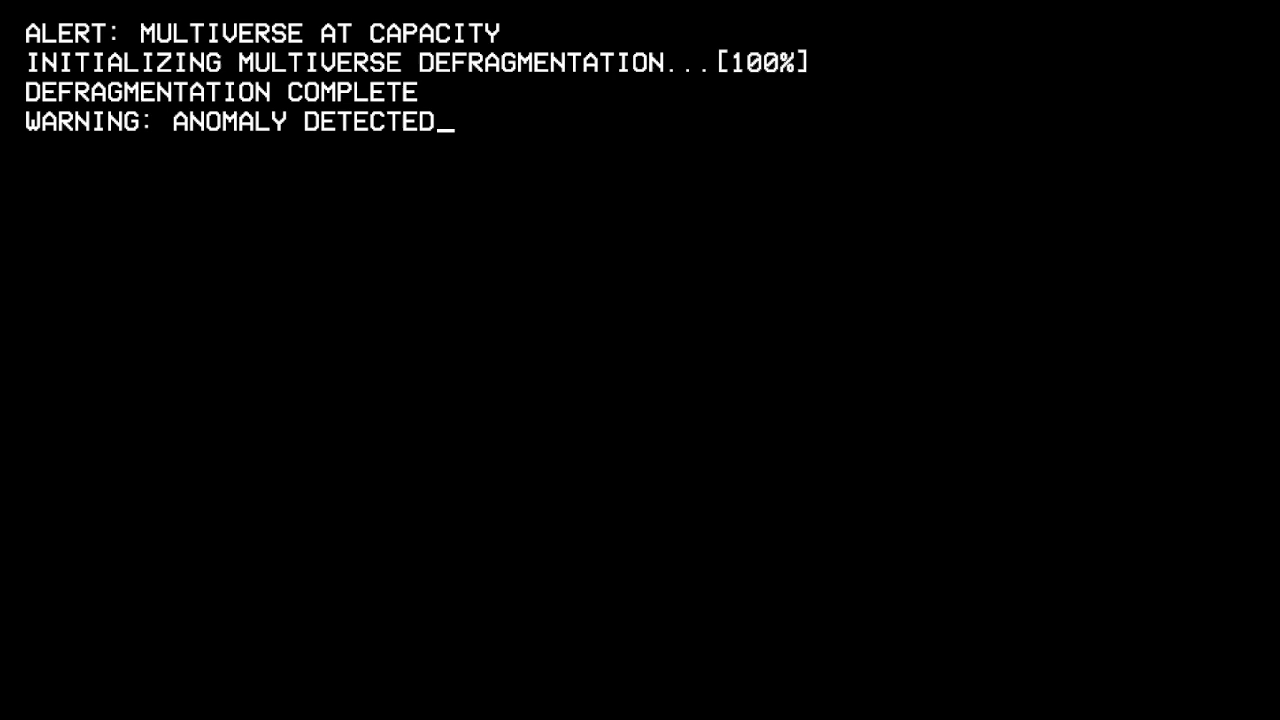 ALERT: MULTIVERSE AT CAPACITY
INITIALIZING MULTIVERSE DEFRAGMENTATION...[100%]
DEFRAGMENTATION COMPLETE
WARNING: ANOMALY DETECTED_